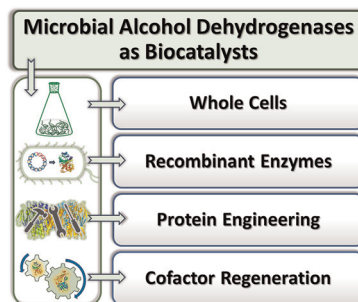 Microbial Alcohol Dehydrogenases
as Biocatalysts
Whole Cells
Recombinant Enzymes
Protein Engineering
Cofactor Regeneration